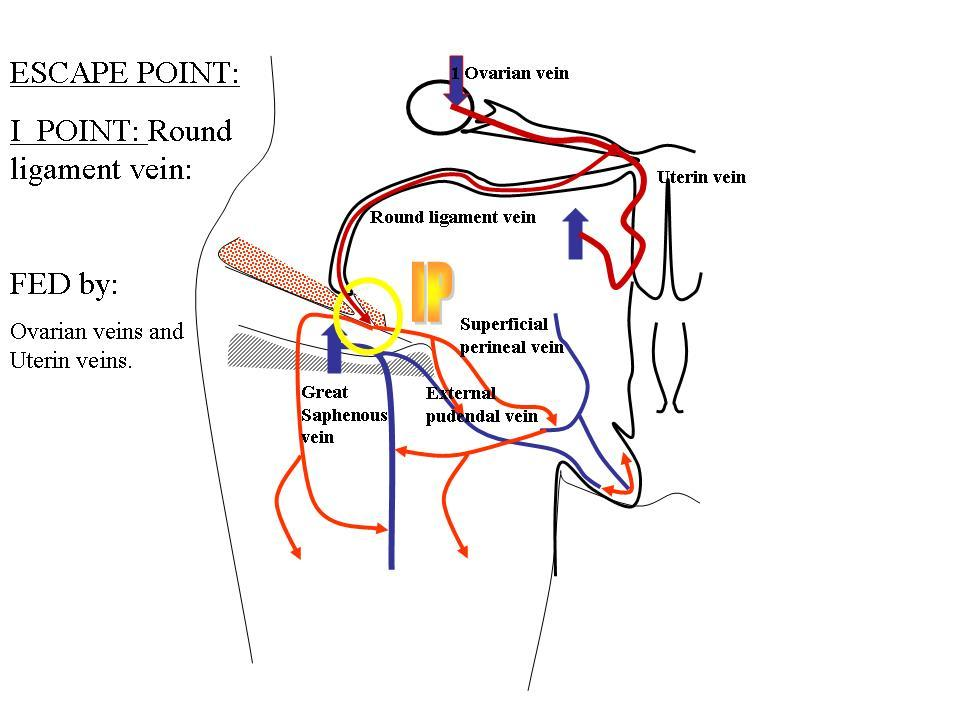 ESCAPE POINT:
I POINT: Round
ligament vein:
FED by:
Ovarian veins and
Uterin veins.
1 Ovarian vein
Uterin vein
Round ligament vein
IP
Superficial
perineal vein
Great
Saphenous
vein
External
pudendal vein